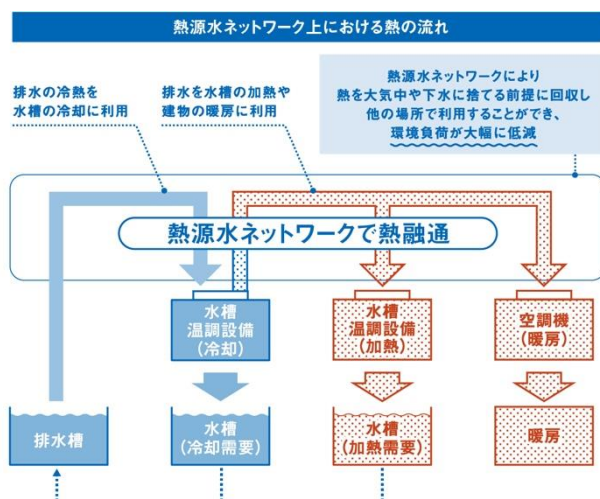 熱源水ネットワーク上における熱の流れ
排水の冷熱を
水槽の冷却に利用
排水を水槽の加熱や
建物の暖房に利用
熱源水ネットワークにより
熱を大気中や下水に捨てる前提に回収し
他の場所で利用することができ、
環境負荷が大幅に低減
熱源水ネットワークで熱融通
水槽
温調設備
(冷却)
水槽
温調設備
(加熱)
空調機
(暖房)
排水槽
水槽
(冷却需要)
水槽
(加熱需要)
暖房